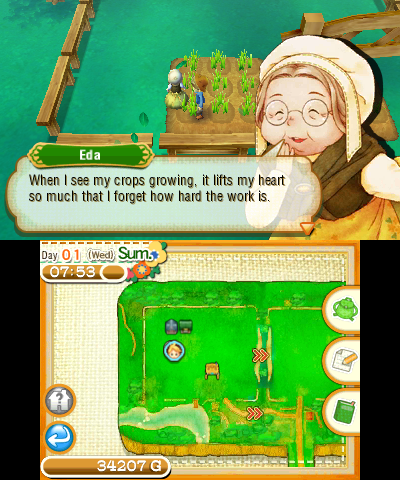 Eda
When I see my crops growing, it lifts my heart
so much that I forget how hard the work is.
Day 01 (Wed) Sum.
07:53
34207 G